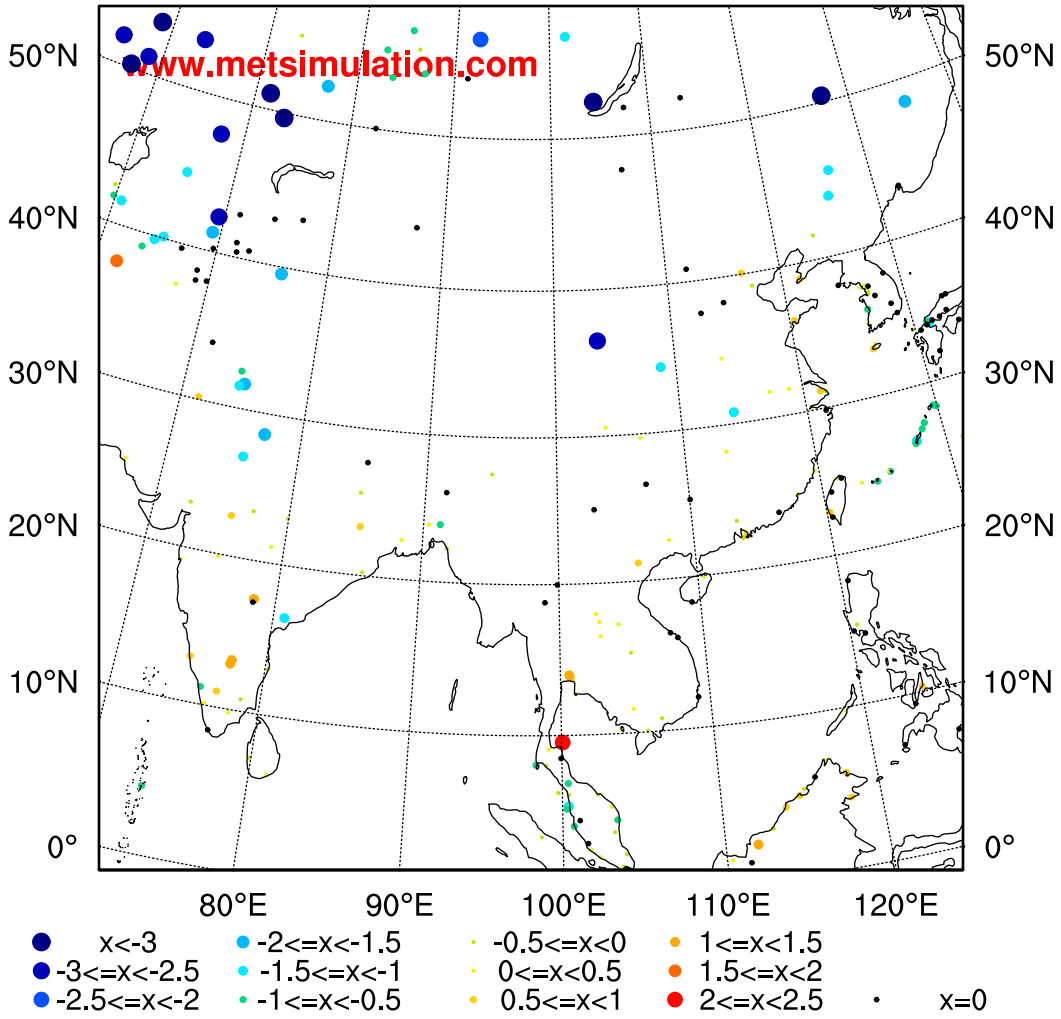 50°N 50°N
www.metsimulation.com
40°N 40°N
30°N 30°N
20°N 20°N
10°N 10°N
0° 0°
80°E 90°E 100°E 110°E 120°E
x<-3 -2<=x<-1.5 -0.5<=x<0 1<=x<1.5
-3<=x<-2.5 -1.5<=x<-1 0<=x<0.5 1.5<=x<2
-2.5<=x<-2 -1<=x<-0.5 0.5<=x<1 2<=x<2.5 x=0